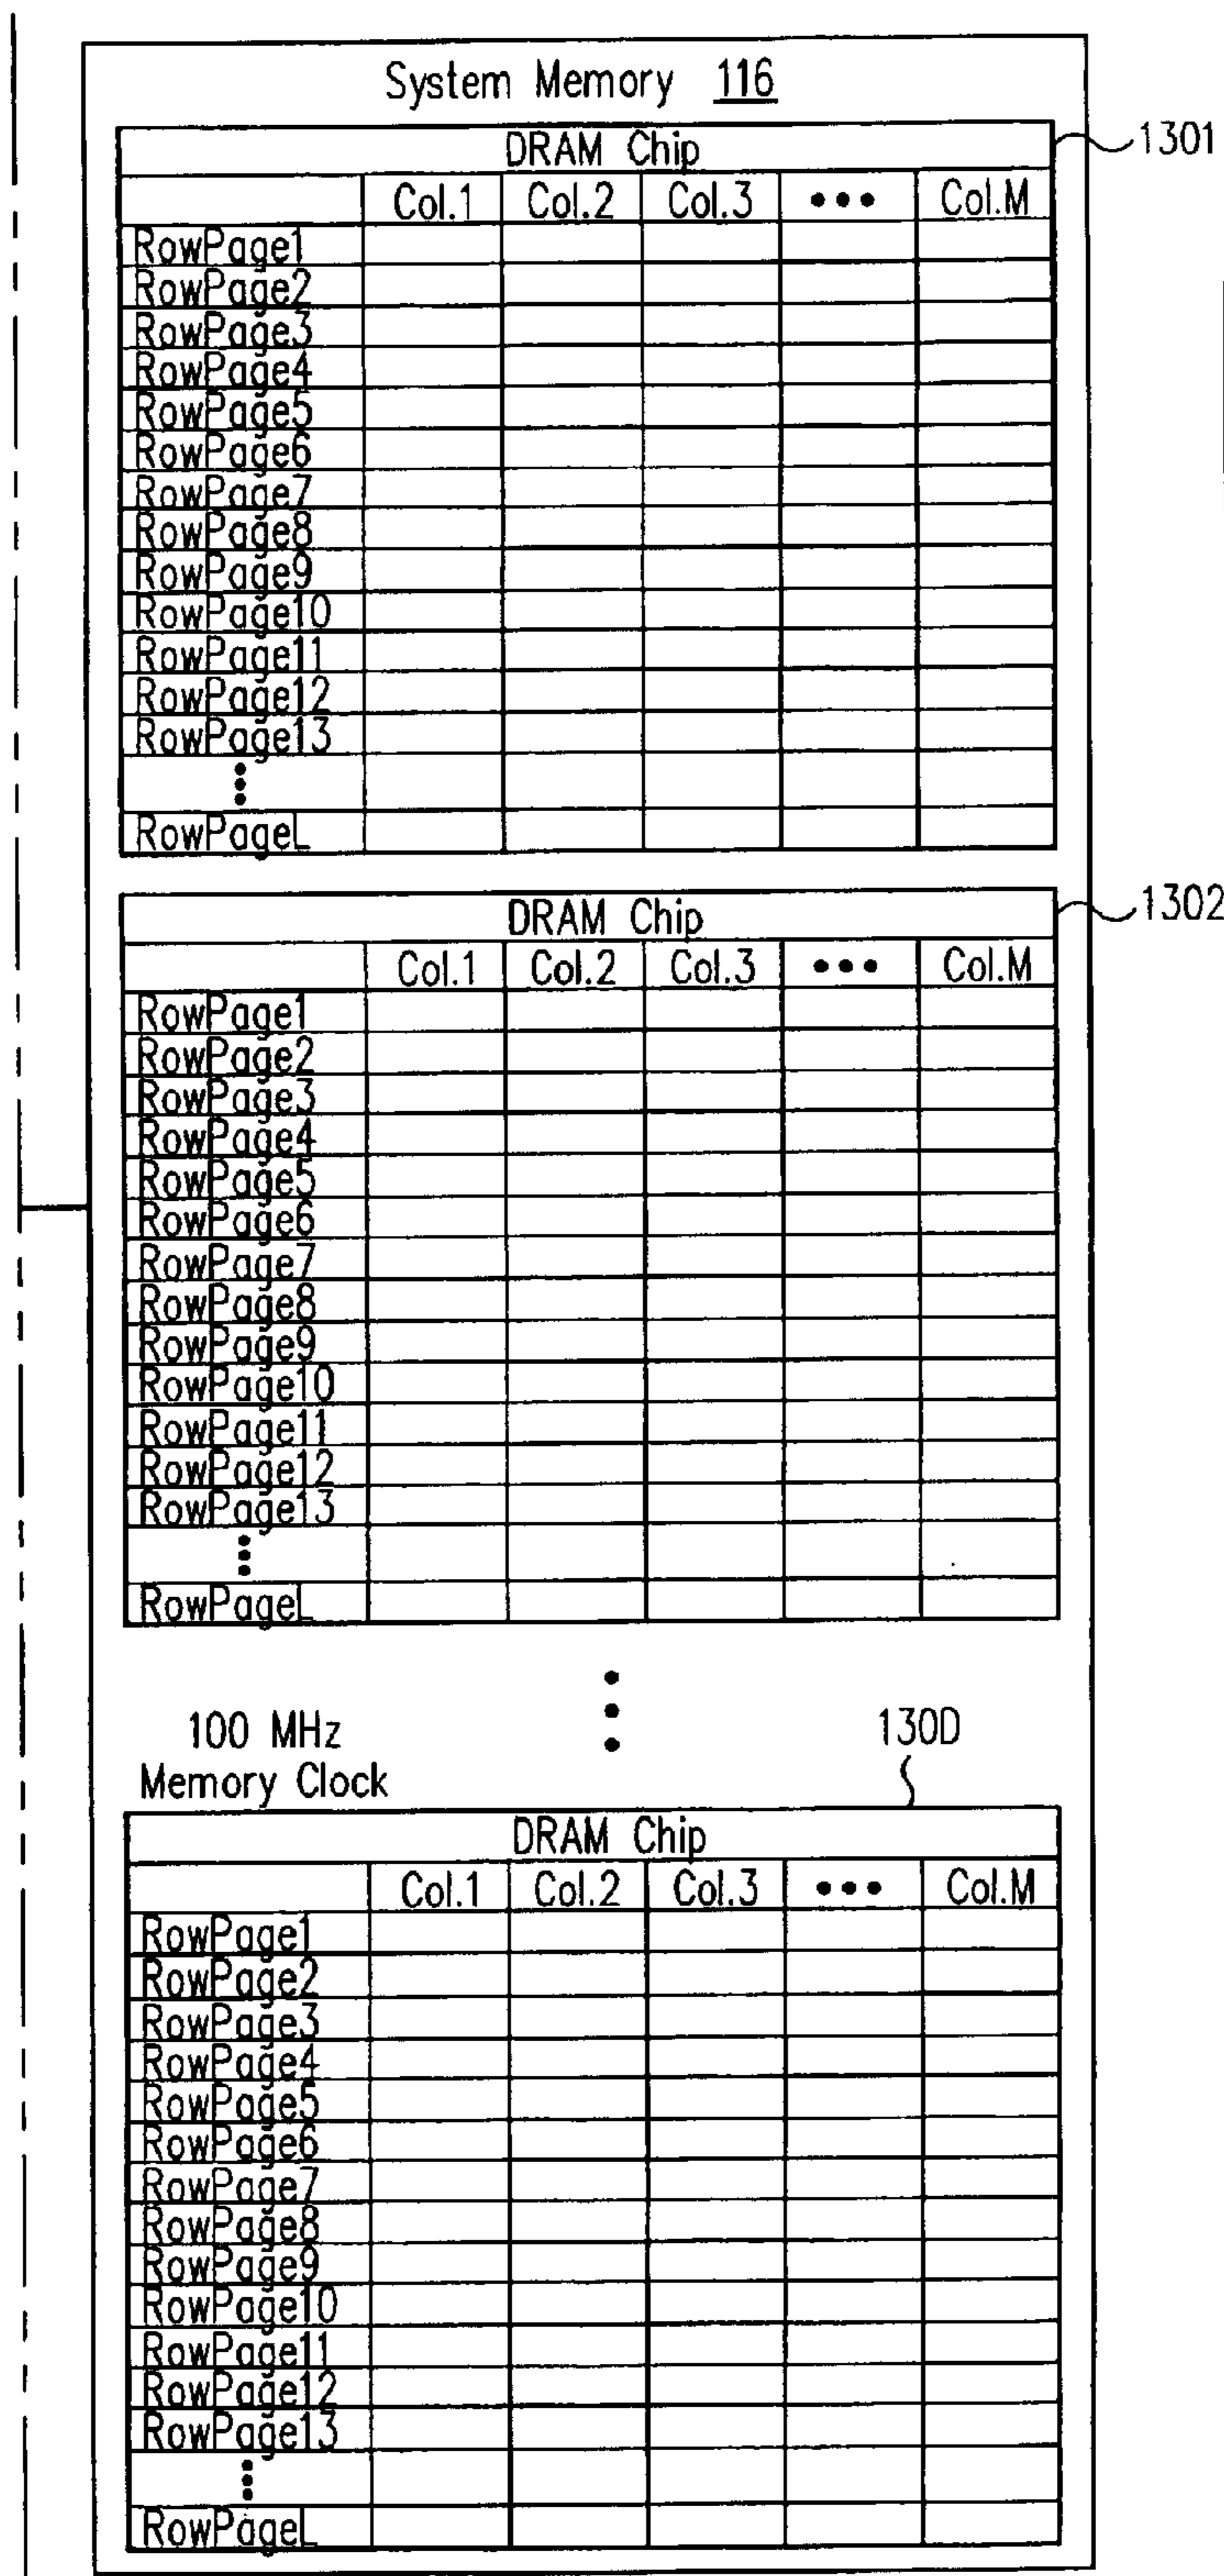 System Memory 116
1301
DRAM Chip
Col.1 Col.2 Col.3 ••• Col.M
RowPage1
RowPage2
RowPage3
RowPage4
RowPage5
RowPage6
RowPage7
RowPage8
RowPage9
RowPage10
RowPage11
RowPage12
RowPage13
RowPageL
1302
DRAM Chip
Col.1 Col.2 Col.3 ••• Col.M
RowPage1
RowPage2
RowPage3
RowPage4
RowPage5
RowPage6
RowPage7
RowPage8
RowPage9
RowPage10
RowPage11
RowPage12
RowPage13
RowPageL
100 MHz
Memory Clock
130D
DRAM Chip
Col.1 Col.2 Col.3 ••• Col.M
RowPage1
RowPage2
RowPage3
RowPage4
RowPage5
RowPage6
RowPage7
RowPage8
RowPage9
RowPage10
RowPage11
RowPage12
RowPage13
RowPageL